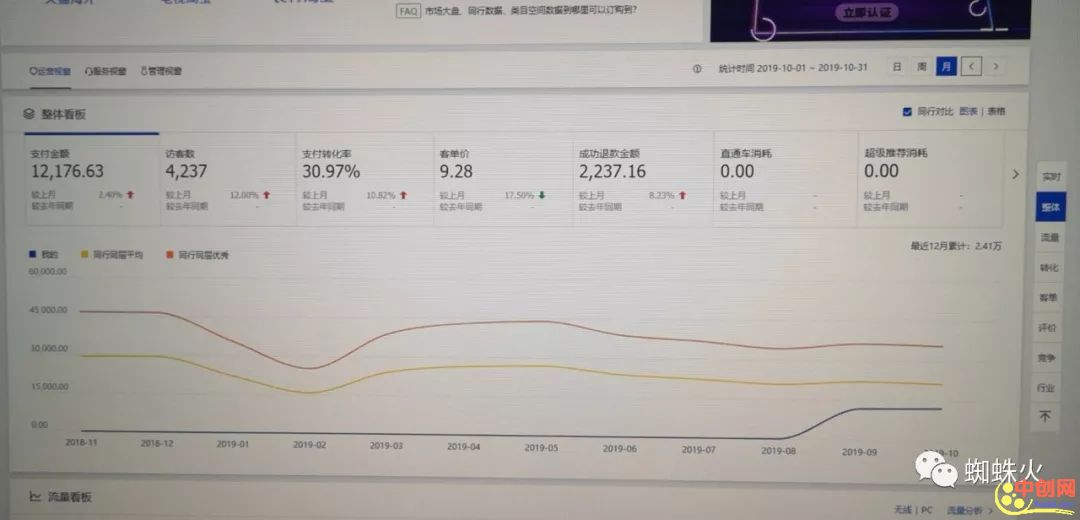 FAQ 市场大盘、同行数据、类目空间数据到哪里可以订购到?
立即认证
运营视窗 服务视窗 管理视窗
统计时间 2019-10-01 ~ 2019-10-31 日 周 月
整体看板
同行对比 图表 | 表格
支付金额 访客数 支付转化率 客单价 成功退款金额 直通车消耗 超级推荐消耗
12,176.63 4,237 30.97% 9.28 2,237.16 0.00 0.00
较上月 2.40% 较上月 12.00% 较上月 10.82% 较上月 17.50% 较上月 8.23% 较上月 - 较上月 -
较去年同期 - 较去年同期 - 较去年同期 - 较去年同期 - 较去年同期 - 较去年同期 - 较去年同期 -
实时
整体
流量
转化
客单
评价
竞争
行业
我的 同行同层平均 同行同层优秀
最近12月累计: 2.41万
60,000.00
45,000.00
30,000.00
15,000.00
0.00
2018-11 2018-12 2019-01 2019-02 2019-03 2019-04 2019-05 2019-06 2019-07 2019-08 2019-09
流量看板
无线 | PC 流量分析 >
蜘蛛火
中创网